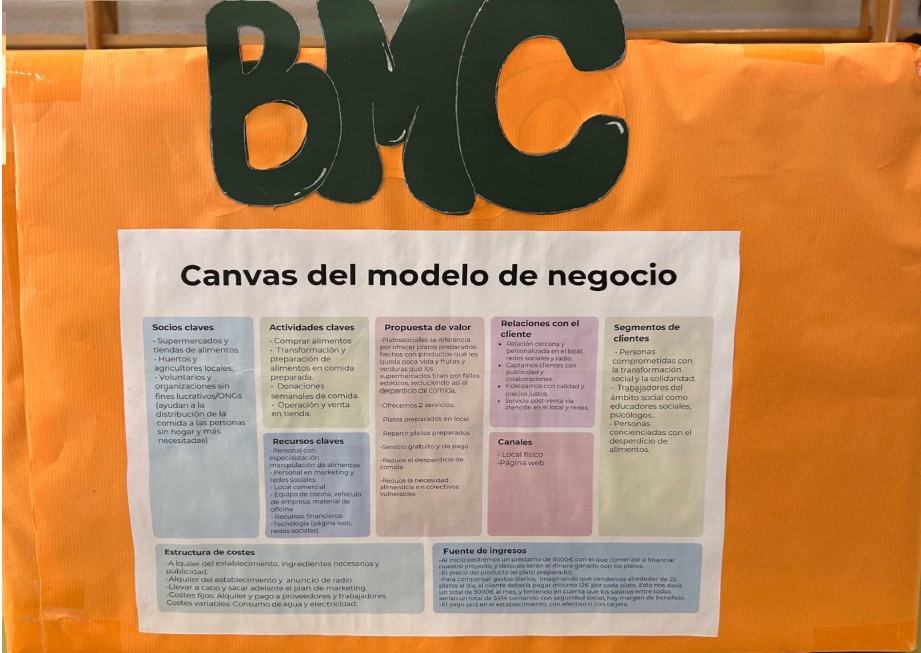 BMC
Canvas del modelo de negocio
Socios claves
- Supermercados y
tiendas de alimentos
- Huertos y
agricultores locales.
- Voluntarios y
organizaciones sin
fines lucrativos/ONGs
(ayudan a la
distribución de la
comida a las personas
sin hogar y más
necesitadas)
Actividades claves
- Comprar alimentos
- Transformación y
preparación de
alimentos en comida
preparada.
- Donaciones
semanales de comida.
- Operación y venta
en tienda.
Recursos claves
- Personal con
especialización
manipulación de alimentos
- Personal en marketing y
redes sociales
- Local comercial
- Equipo de cocina, vehículo
de empresa, material de
oficina
- Recursos financieros
-Tecnología (página web,
redes sociales)
Propuesta de valor
-Platossocialles se diferencia
por ofrecer platos preparados
hechos con productos qué les
queda poca vida y frutas y
verduras que los
supermercados tiran por fallos
estéticos, reduciendo así el
desperdicio de comida.
-Ofrecemos 2 servicios:
Platos preparados en local
Repartir platos preparados
-Servicio gratuito y de pago
-Reduce el desperdicio de
comida
-Reduce la necesidad
alimenticia en colectivos
vulnerables
Relaciones con el
cliente
• Relación cercana y
personalizada en el local,
redes sociales y radio.
• Captamos clientes con
publicidad y
colaboraciones.
• Fidelizamos con calidad y
precios justos.
• Servicio post-venta vía
atención en el local y redes.
Canales
- Local físico
-Página web
Segmentos de
clientes
- Personas
comprometidas con la
transformación
social y la solidaridad.
- Trabajadores del
ámbito social como
educadores sociales,
psicólogos..
- Personas
concienciadas con el
desperdicio de
alimentos.
Estructura de costes
-Alquiler del establecimiento, ingredientes necesarios y
publicidad.
-Alquiler del establecimiento y anuncio de radio.
-Llevar a cabo y sacar adelante el plan de marketing.
-Costes fijos: Alquiler y pago a proveedores y trabajadores.
Costes variables: Consumo de agua y electricidad.
Fuente de ingresos
-Al inicio pediremos un préstamo de 8500€ con el que comenzar a financiar
nuestro proyecto, y después serán el dinero ganado con los platos.
-El precio del producto (el plato preparado).
-Para compensar gastos diarios, imaginando que vendamos alrededor de 25
platos al día, el cliente debería pagar mínimo 12€ por cada plato. Esto nos daría
un total de 9000€ al mes, y teniendo en cuenta que los salarios entre todos
serían un total de 5414 contando con seguridad social, hay margen de beneficio.
-El pago será en el establecimiento, con efectivo o con tarjeta.